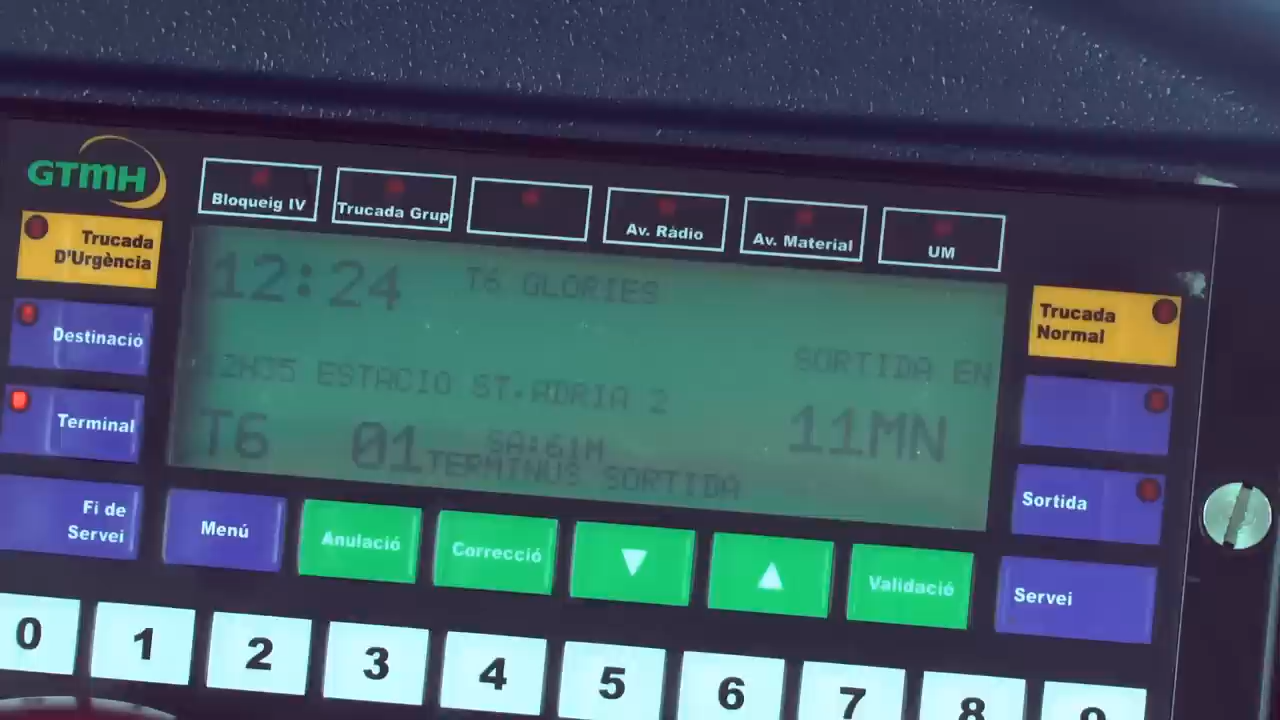 GTMH
Bloqueig IV
Trucada Grup
Av. Ràdio
Av. Material
UM
Trucada
D'Urgència
Destinació
Terminal
Fi de
Servei
12:24
T6 GLORIES
SORTIDA EN
12H35 ESTACIO ST.ADRIA 2
T6
01
SA:61M
11MN
TERMINUS SORTIDA
Trucada
Normal
Sortida
Servei
Menú
Anulació
Correcció
▼
▲
Validació
0
1
2
3
4
5
6
7
8
9